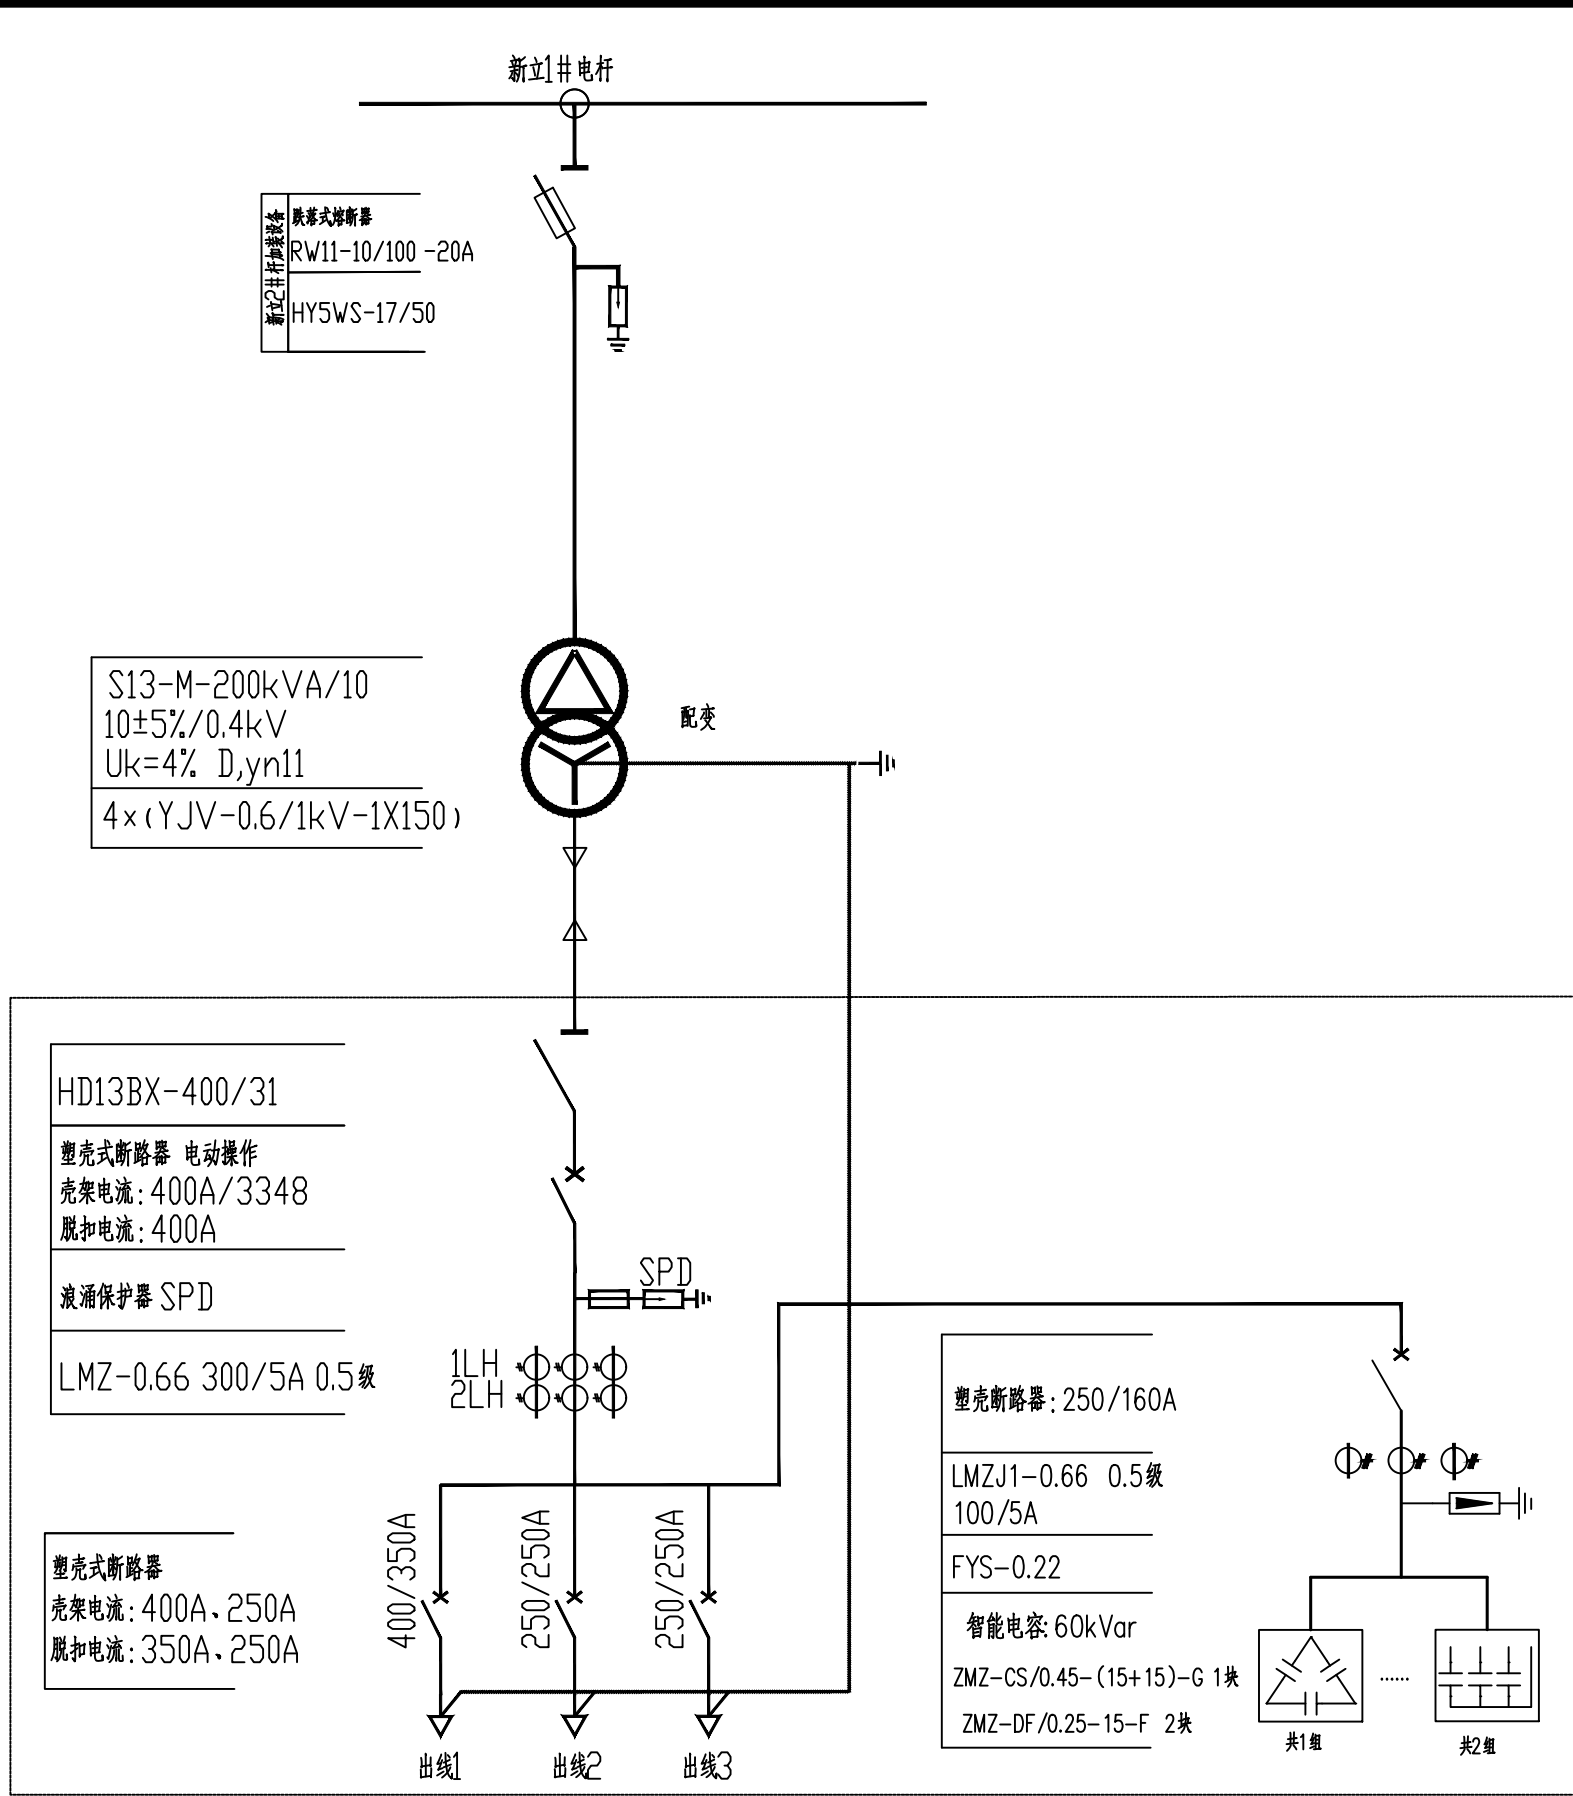 新立1#电杆
新立2#杆加装设备
跌落式熔断器
RW11-10/100 -20A
HY5WS-17/50
S13-M-200kVA/10
10±5%/0.4kV
Uk=4% D,yn11
4×(YJV-0.6/1kV-1X150)
配变
HD13BX-400/31
塑壳式断路器 电动操作
壳架电流:400A/3348
脱扣电流:400A
浪涌保护器 SPD
LMZ-0.66 300/5A 0.5级
SPD
1LH
2LH
塑壳式断路器
壳架电流:400A、250A
脱扣电流:350A、250A
400/350A
250/250A
250/250A
出线1
出线2
出线3
塑壳断路器:250/160A
LMZJ1-0.66 0.5级
100/5A
FYS-0.22
智能电容:60kVar
ZMZ-CS/0.45-(15+15)-G 1块
ZMZ-DF/0.25-15-F 2块
......
共1组
共2组